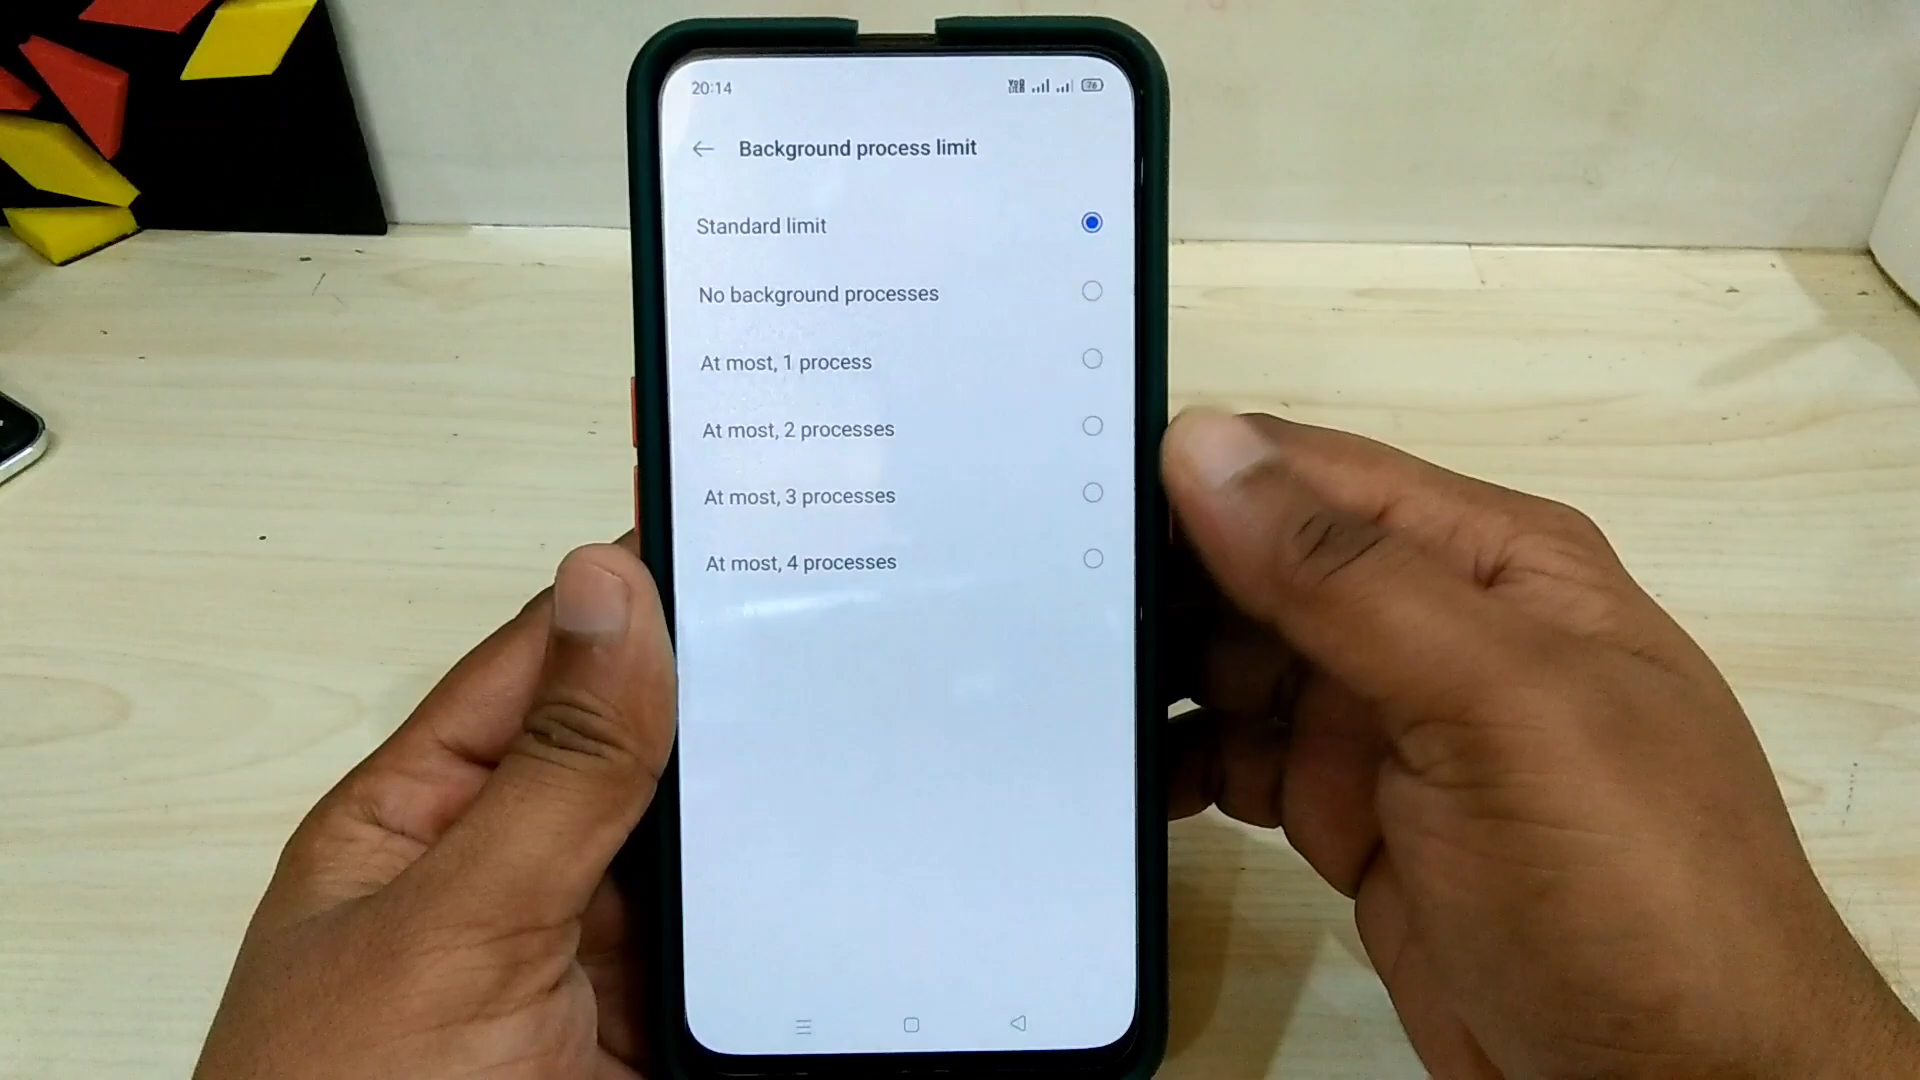 20:14
76
Background process limit
Standard limit
No background processes
At most, 1 process
At most, 2 processes
At most, 3 processes
At most, 4 processes